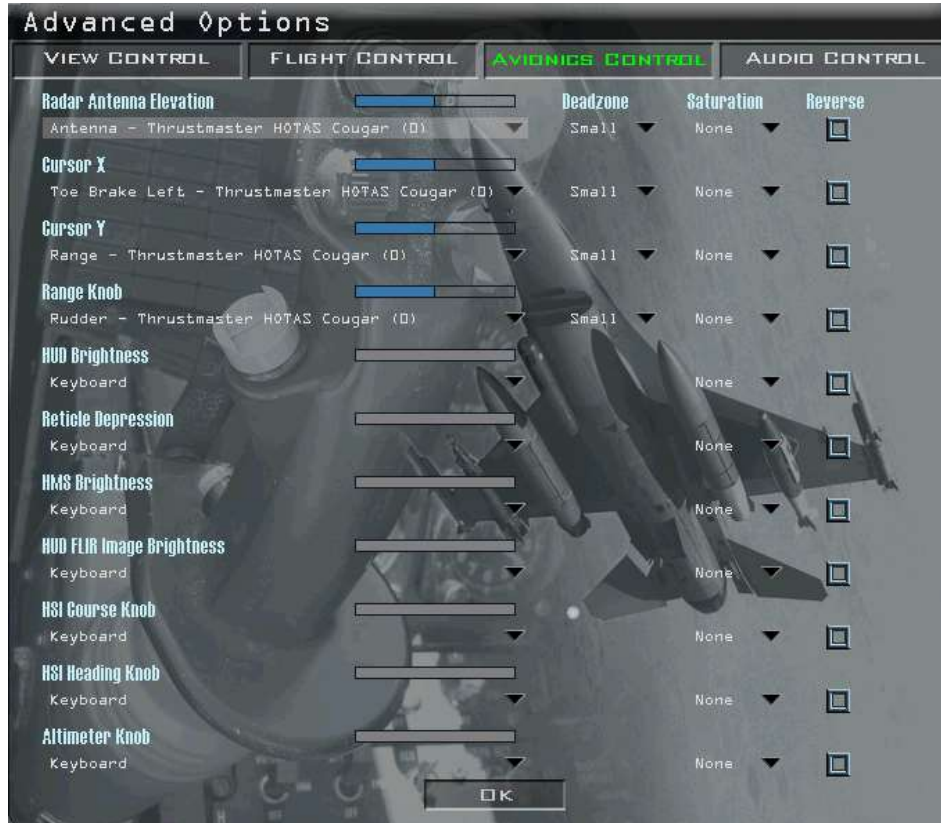 Advanced Options
VIEW CONTROL FLIGHT CONTROL AVIONICS CONTROL AUDIO CONTROL
Radar Antenna Elevation Deadzone Saturation Reverse
Antenna - Thrustmaster HOTAS Cougar (0) Small None
Cursor X
Toe Brake Left - Thrustmaster HOTAS Cougar (0) Small None
Cursor Y
Range - Thrustmaster HOTAS Cougar (0) Small None
Range Knob
Rudder - Thrustmaster HOTAS Cougar (0) Small None
HUD Brightness
Keyboard None
Reticle Depression
Keyboard None
HMS Brightness
Keyboard None
HUD FLIR Image Brightness
Keyboard None
HSI Course Knob
Keyboard None
HSI Heading Knob
Keyboard None
Altimeter Knob
Keyboard None
OK